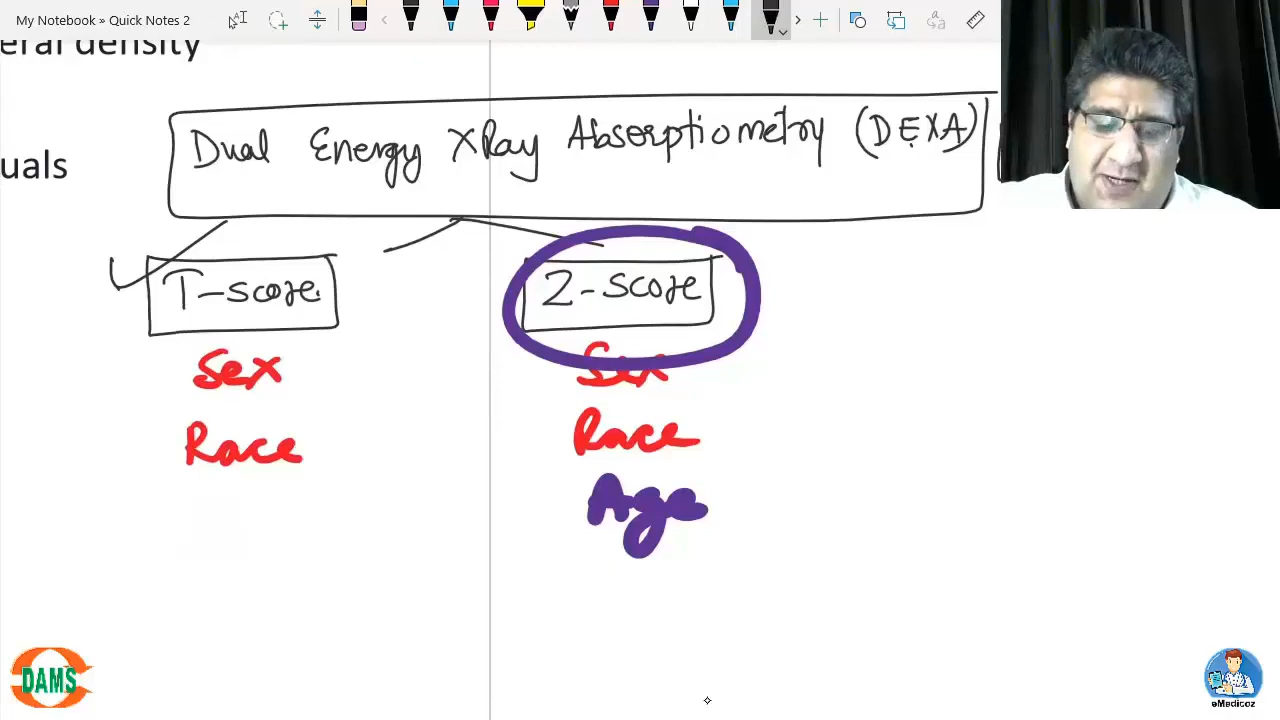 My Notebook » Quick Notes 2
eral density
Dual Energy XRay Absorptiometry (DEXA)
uals
T-score
Z-score
Sex
Sex
Race
Race
Age
DAMS
eMedicoz